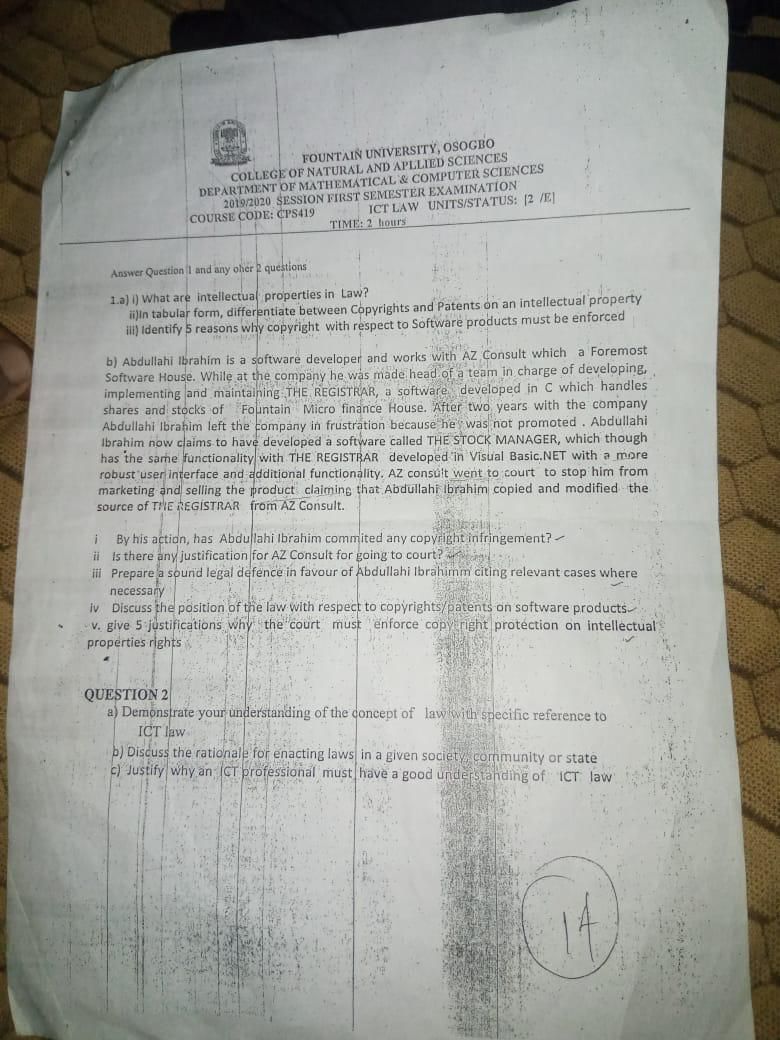 FOUNTAIN UNIVERSITY, OSOGBO
COLLEGE OF NATURAL AND APLLIED SCIENCES
DEPARTMENT OF MATHEMATICAL & COMPUTER SCIENCES
2019/2020 SESSION FIRST SEMESTER EXAMINATION
COURSE CODE: CPS419 ICT LAW UNITS/STATUS: [2 /E]
TIME: 2 hours
Answer Question 1 and any oher 2 questions
1.a) i) What are intellectual properties in Law?
ii)In tabular form, differentiate between Copyrights and Patents on an intellectual property
iii) Identify 5 reasons why copyright with respect to Software products must be enforced
b) Abdullahi Ibrahim is a software developer and works with AZ Consult which a Foremost
Software House. While at the company he was made head of a team in charge of developing,
implementing and maintaining THE REGISTRAR, a software developed in C which handles
shares and stocks of Fountain Micro finance House. After two years with the company
Abdullahi Ibrahim left the company in frustration because he was not promoted . Abdullahi
Ibrahim now claims to have developed a software called THE STOCK MANAGER, which though
has the same functionality with THE REGISTRAR developed in Visual Basic.NET with a more
robust user interface and additional functionality. AZ consult went to court to stop him from
marketing and selling the product claiming that Abdullahi Ibrahim copied and modified the
source of THE REGISTRAR from AZ Consult.
i By his action, has Abdullahi Ibrahim commited any copyright infringement?
ii Is there any justification for AZ Consult for going to court?
iii Prepare a sound legal defence in favour of Abdullahi Ibrahimm citing relevant cases where
necessary
iv Discuss the position of the law with respect to copyrights/patents on software products
v. give 5 justifications why the court must enforce copy right protection on intellectual
properties rights
QUESTION 2
a) Demonstrate your understanding of the concept of law with specific reference to
ICT law
b) Discuss the rationale for enacting laws in a given society, community or state
c) Justify why an ICT professional must have a good understanding of ICT law
14